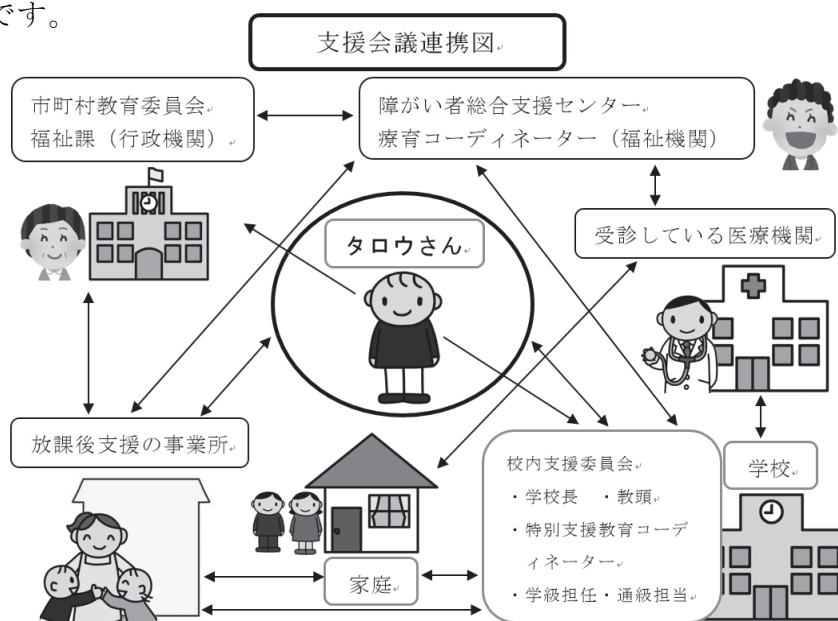 です。
支援会議連携図
市町村教育委員会
福祉課（行政機関）
障がい者総合支援センター
療育コーディネーター（福祉機関）
タロウさん
受診している医療機関
放課後支援の事業所
校内支援委員会
・学校長　・教頭
・特別支援教育コーデ
ィネーター
・学級担任・通級担当
学校
家庭